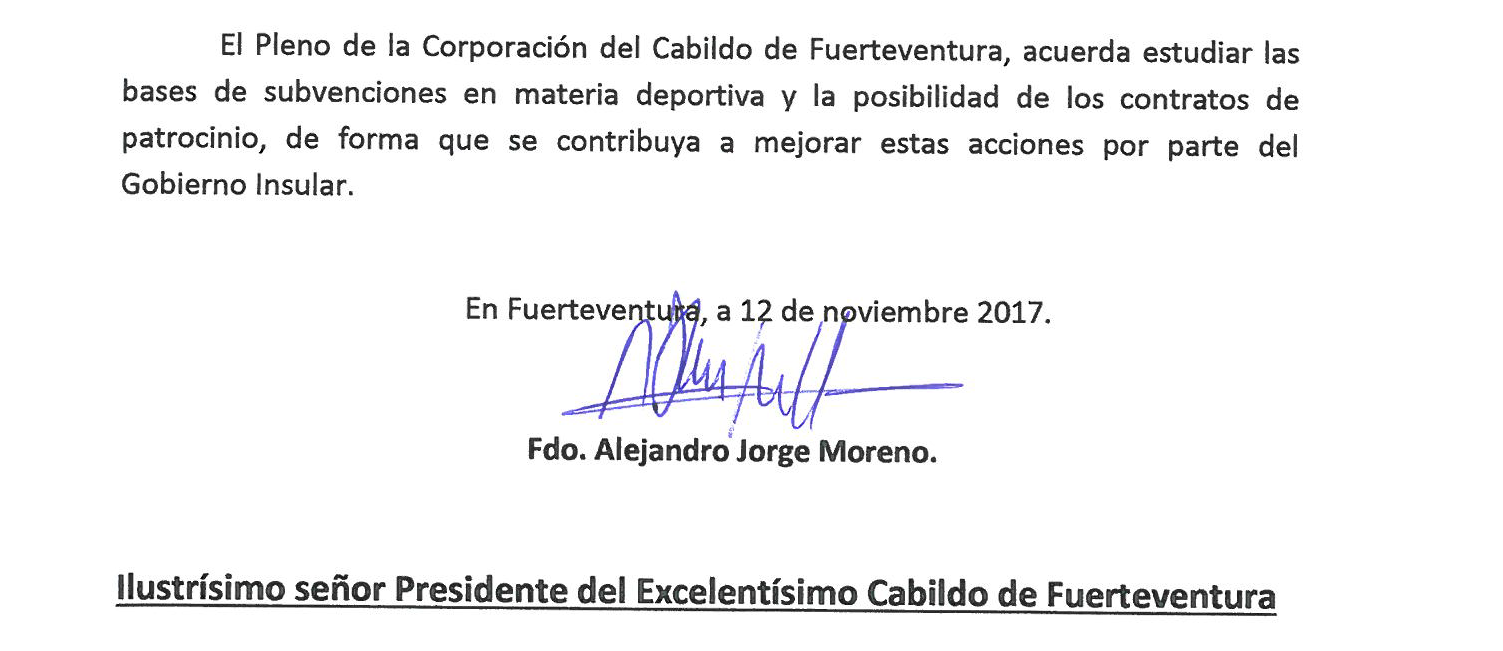 El Pleno de la Corporación del Cabildo de Fuerteventura, acuerda estudiar las
bases de subvenciones en materia deportiva y la posibilidad de los contratos de
patrocinio, de forma que se contribuya a mejorar estas acciones por parte del
Gobierno Insular.
En Fuerteventura, a 12 de noviembre 2017.
Fdo. Alejandro Jorge Moreno.
Ilustrísimo señor Presidente del Excelentísimo Cabildo de Fuerteventura